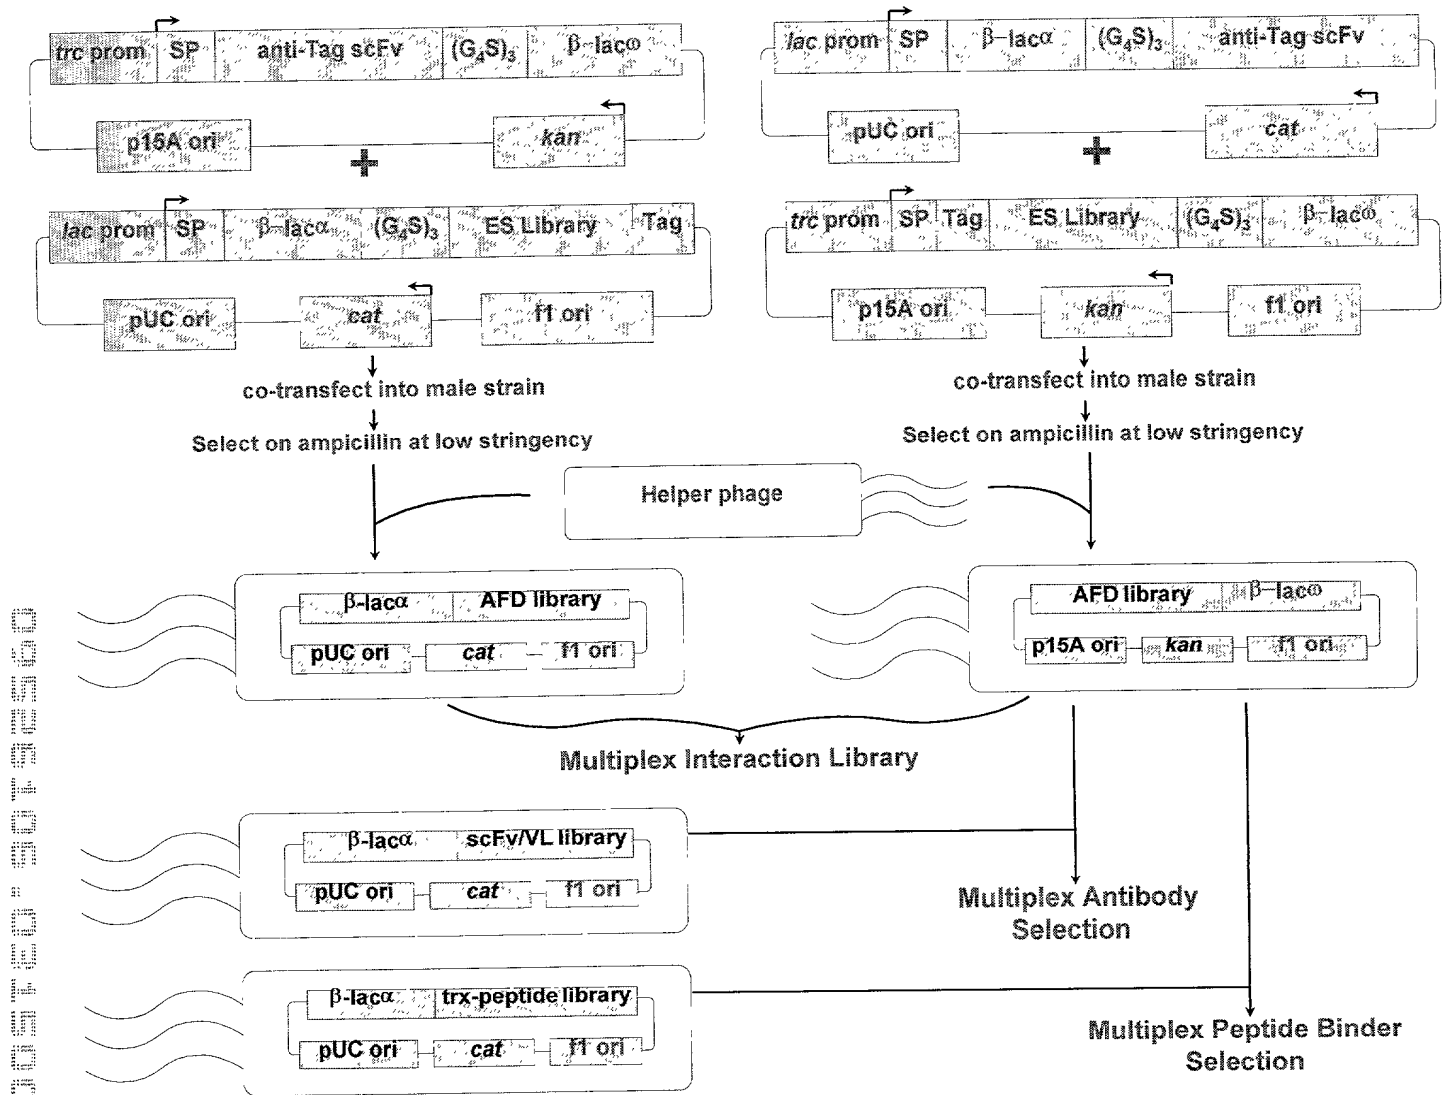 trc prom SP anti-Tag scFv (G₄S)₃ β–lacω
p15A ori kan
+
lac prom SP β–lacα (G₄S)₃ ES Library Tag
pUC ori cat f1 ori
co-transfect into male strain
Select on ampicillin at low stringency
lac prom SP β–lacα (G₄S)₃ anti-Tag scFv
pUC ori cat
+
trc prom SP Tag ES Library (G₄S)₃ β–lacω
p15A ori kan f1 ori
co-transfect into male strain
Select on ampicillin at low stringency
Helper phage
β-lacα AFD library
pUC ori cat f1 ori
AFD library β–lacω
p15A ori kan f1 ori
Multiplex Interaction Library
β-lacα scFv/VL library
pUC ori cat f1 ori
Multiplex Antibody
Selection
β-lacα trx-peptide library
pUC ori cat f1 ori
Multiplex Peptide Binder
Selection